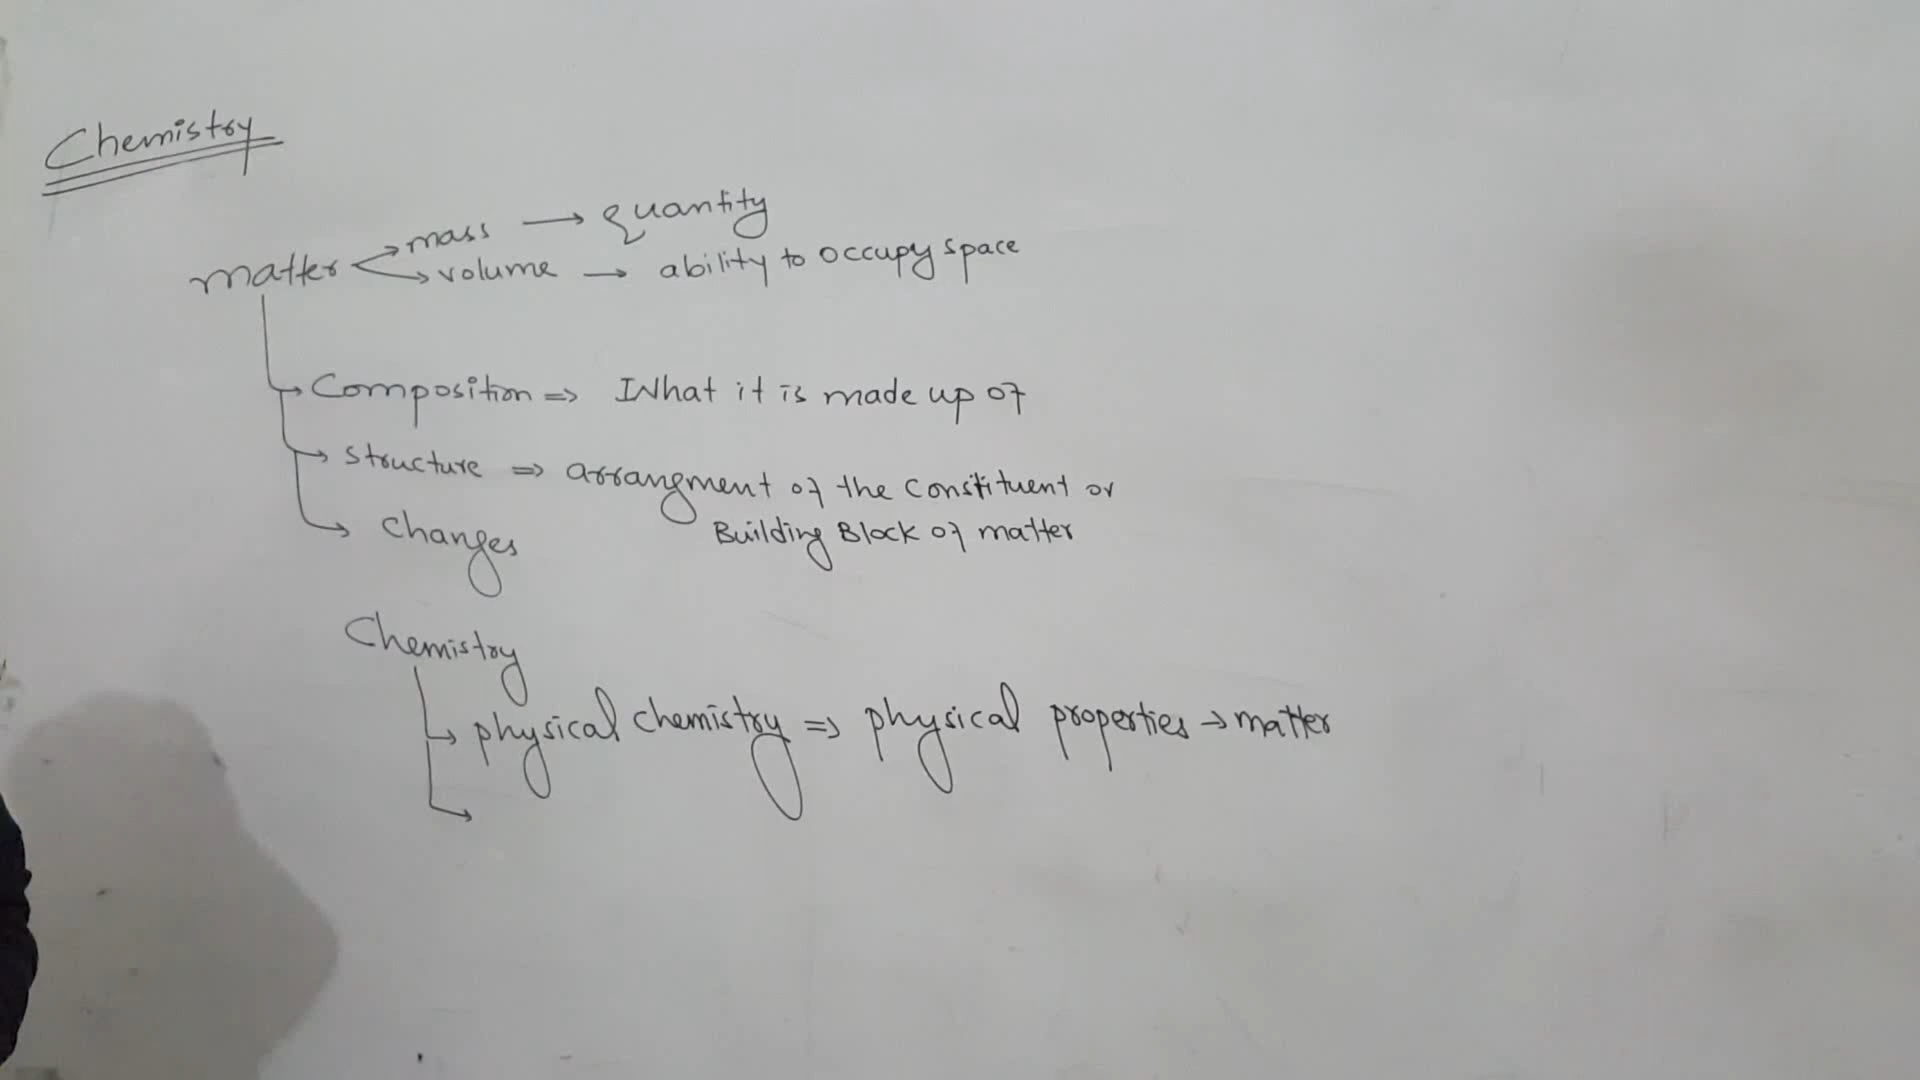 Chemistry
matter → mass → quantity
→ volume → ability to occupy space
→ Composition => What it is made up of
→ structure => arrangment of the constituent or
Building Block of matter
→ changes
Chemistry
→ physical chemistry => physical properties → matter
→